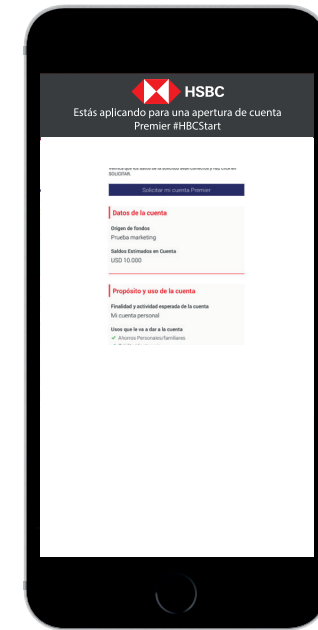 HSBC
Estás aplicando para una apertura de cuenta
Premier #HBCStart
SOLICITAR.
Solicitar mi cuenta Premier
Datos de la cuenta
Origen de fondos
Prueba marketing
Saldos Estimados en Cuenta
USD 10.000
Propósito y uso de la cuenta
Finalidad y actividad esperada de la cuenta
Mi cuenta personal
Usos que le va a dar a la cuenta
✔ Ahorros Personales/familiares